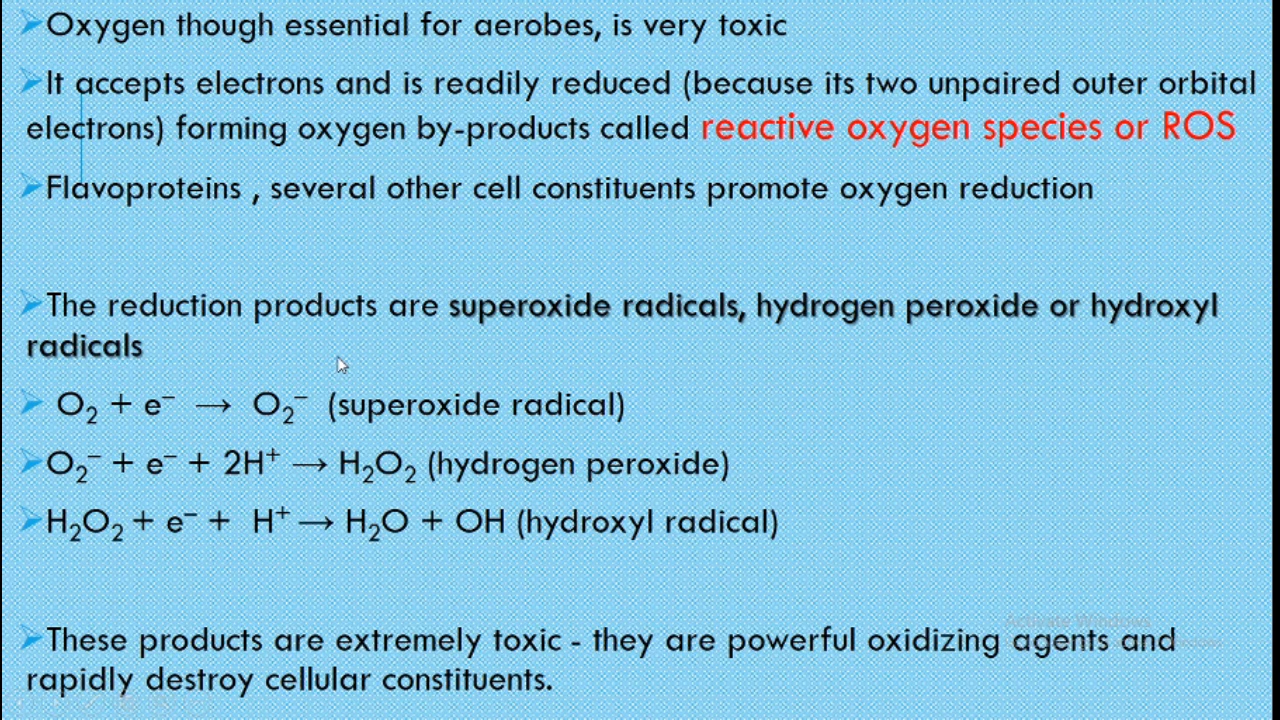 ➢Oxygen though essential for aerobes, is very toxic
➢It accepts electrons and is readily reduced (because its two unpaired outer orbital
electrons) forming oxygen by-products called reactive oxygen species or ROS
➢Flavoproteins , several other cell constituents promote oxygen reduction
➢The reduction products are superoxide radicals, hydrogen peroxide or hydroxyl
radicals
➢ O₂ + e⁻ → O₂⁻ (superoxide radical)
➢O₂⁻ + e⁻ + 2H⁺ → H₂O₂ (hydrogen peroxide)
➢H₂O₂ + e⁻ + H⁺ → H₂O + OH (hydroxyl radical)
Activate Windows
➢These products are extremely toxic - they are powerful oxidizing agents and
rapidly destroy cellular constituents.